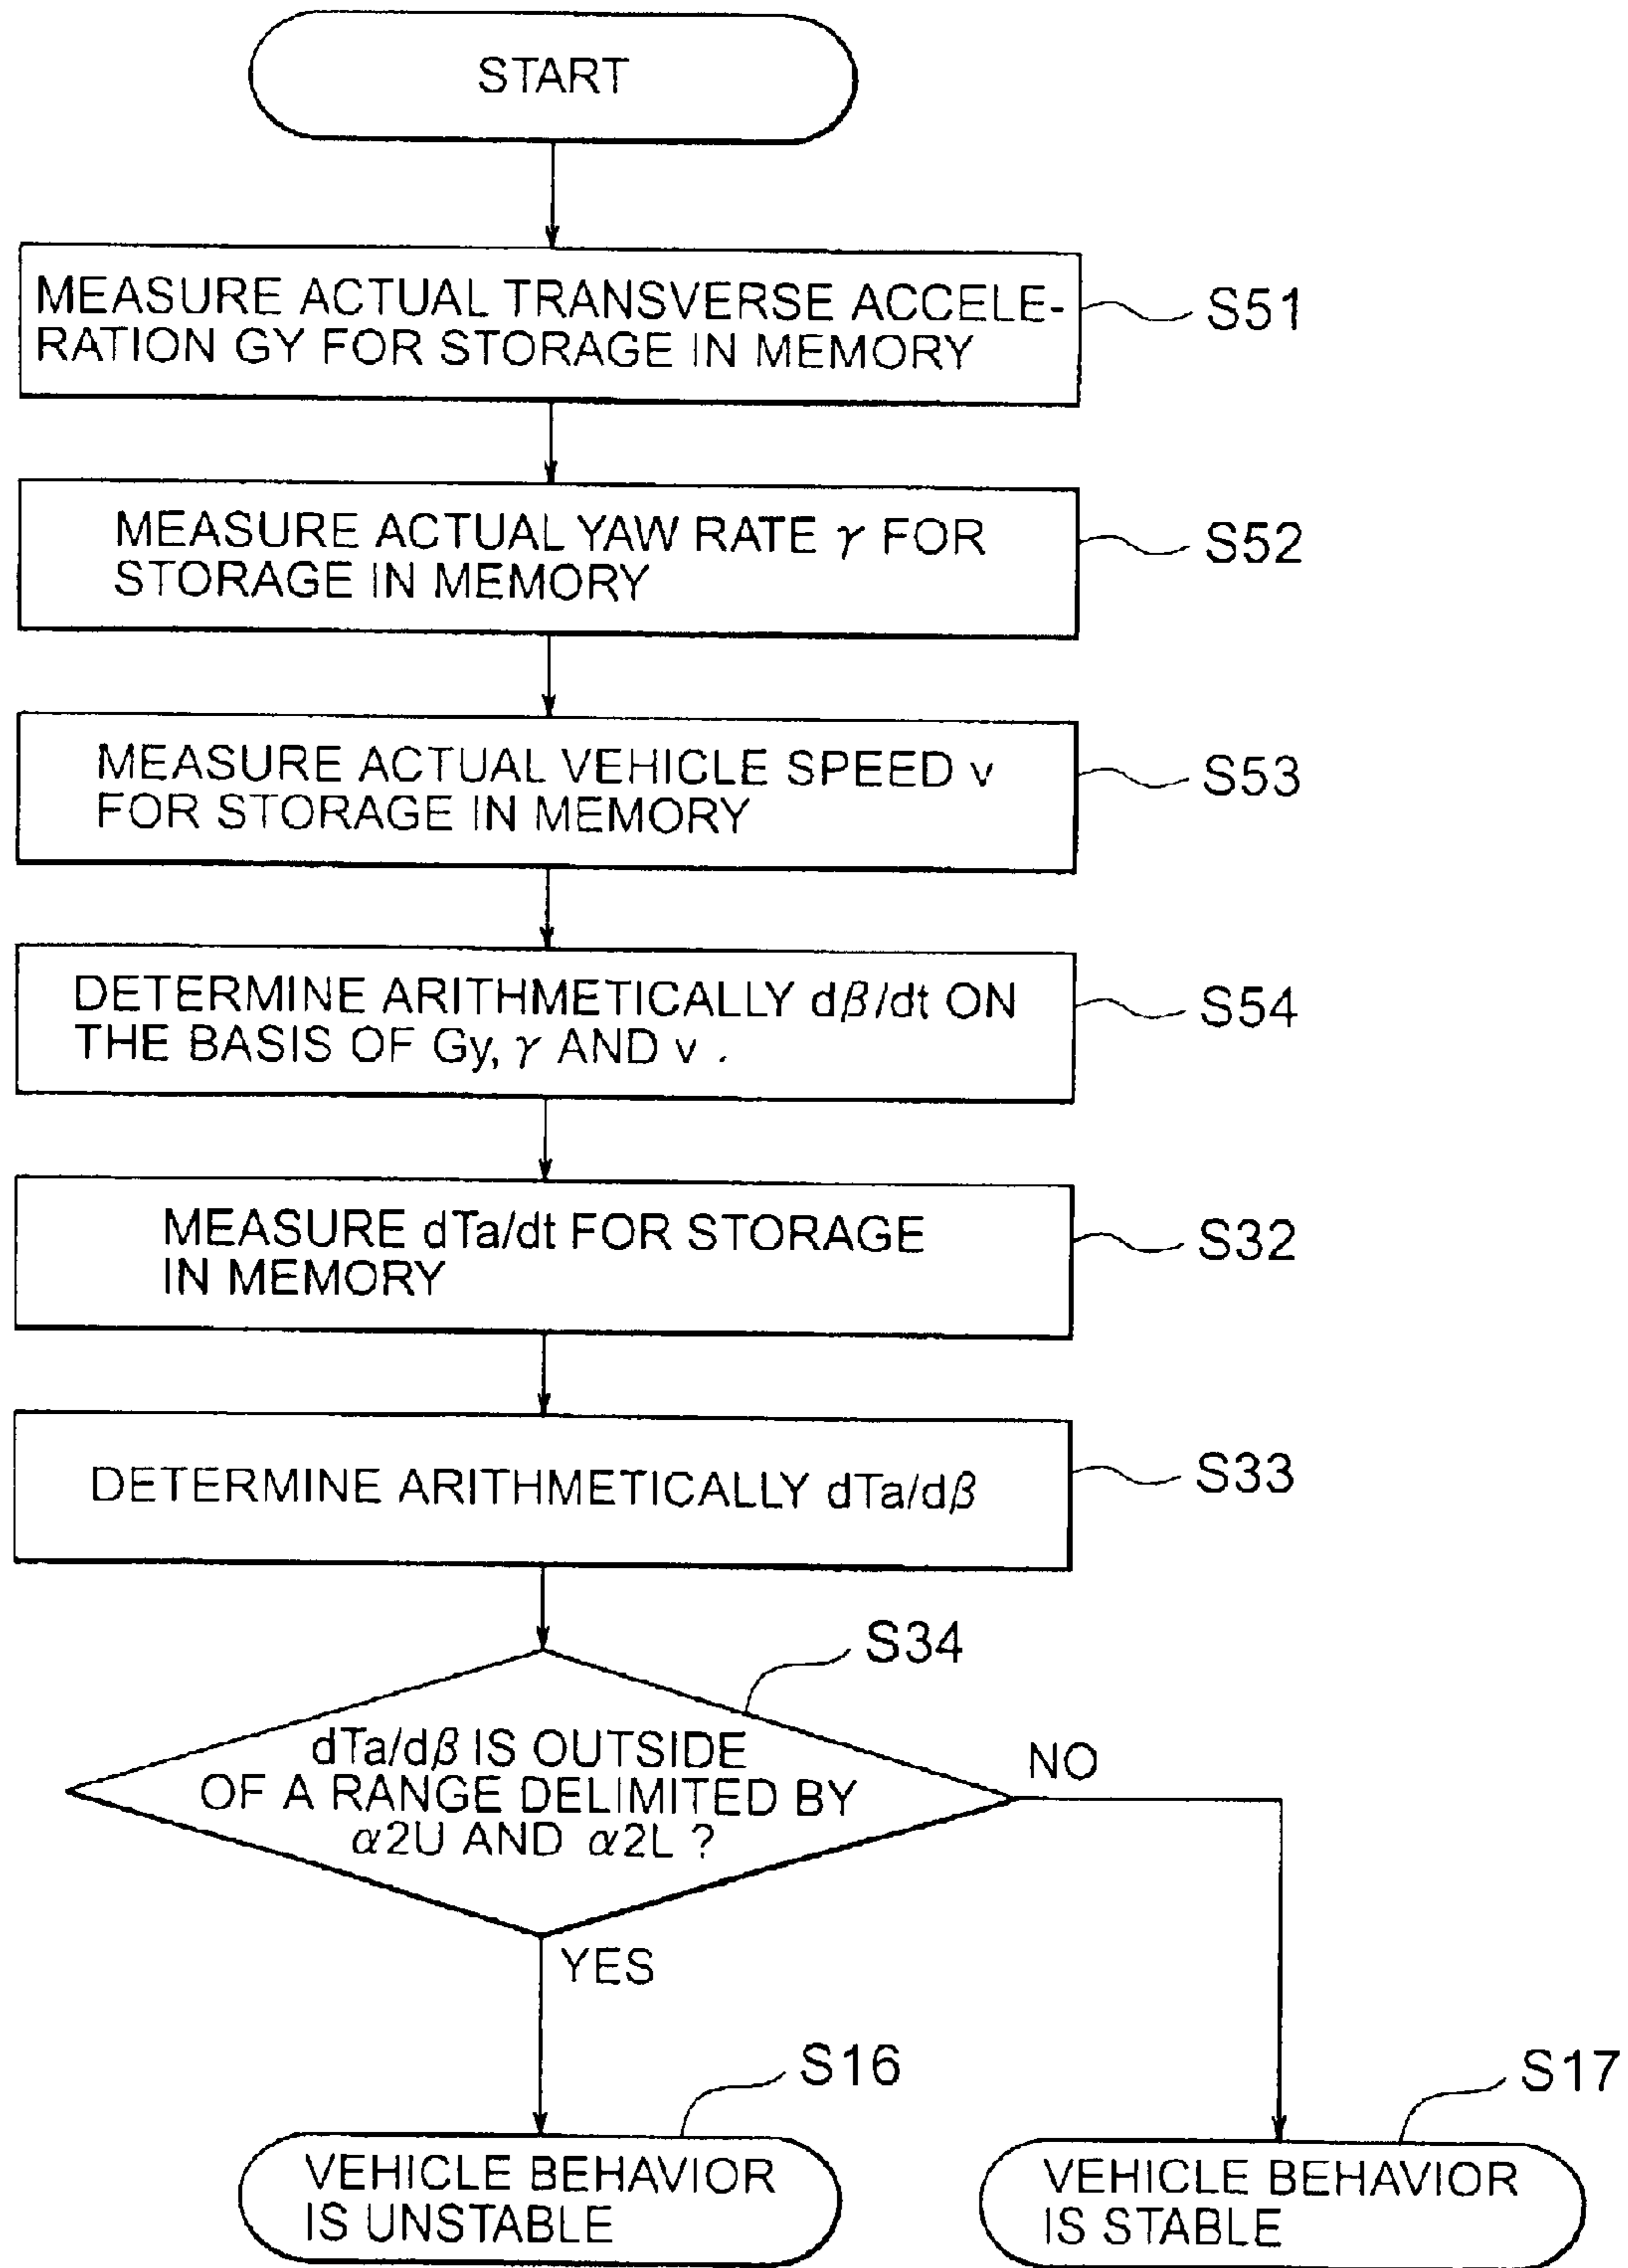 START
MEASURE ACTUAL TRANSVERSE ACCELE-
RATION GY FOR STORAGE IN MEMORY
S51
MEASURE ACTUAL YAW RATE γ FOR
STORAGE IN MEMORY
S52
MEASURE ACTUAL VEHICLE SPEED v
FOR STORAGE IN MEMORY
S53
DETERMINE ARITHMETICALLY dβ/dt ON
THE BASIS OF Gy, γ AND v .
S54
MEASURE dTa/dt FOR STORAGE
IN MEMORY
S32
DETERMINE ARITHMETICALLY dTa/dβ
S33
S34
dTa/dβ IS OUTSIDE
OF A RANGE DELIMITED BY
α2U AND α2L ?
NO
YES
S16
VEHICLE BEHAVIOR
IS UNSTABLE
S17
VEHICLE BEHAVIOR
IS STABLE